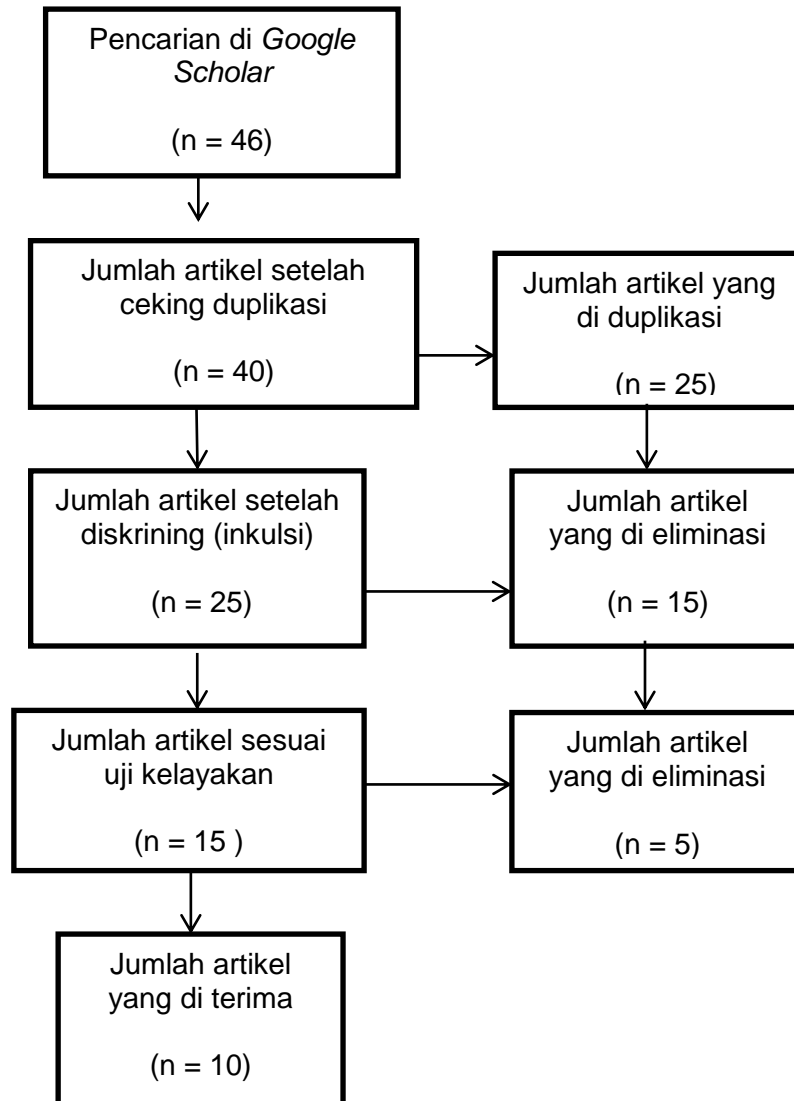 Pencarian di Google
Scholar
(n = 46)
Jumlah artikel setelah
ceking duplikasi
(n = 40)
Jumlah artikel yang
di duplikasi
(n = 25)
Jumlah artikel setelah
diskrining (inkulsi)
(n = 25)
Jumlah artikel
yang di eliminasi
(n = 15)
Jumlah artikel sesuai
uji kelayakan
(n = 15 )
Jumlah artikel
yang di eliminasi
(n = 5)
Jumlah artikel
yang di terima
(n = 10)